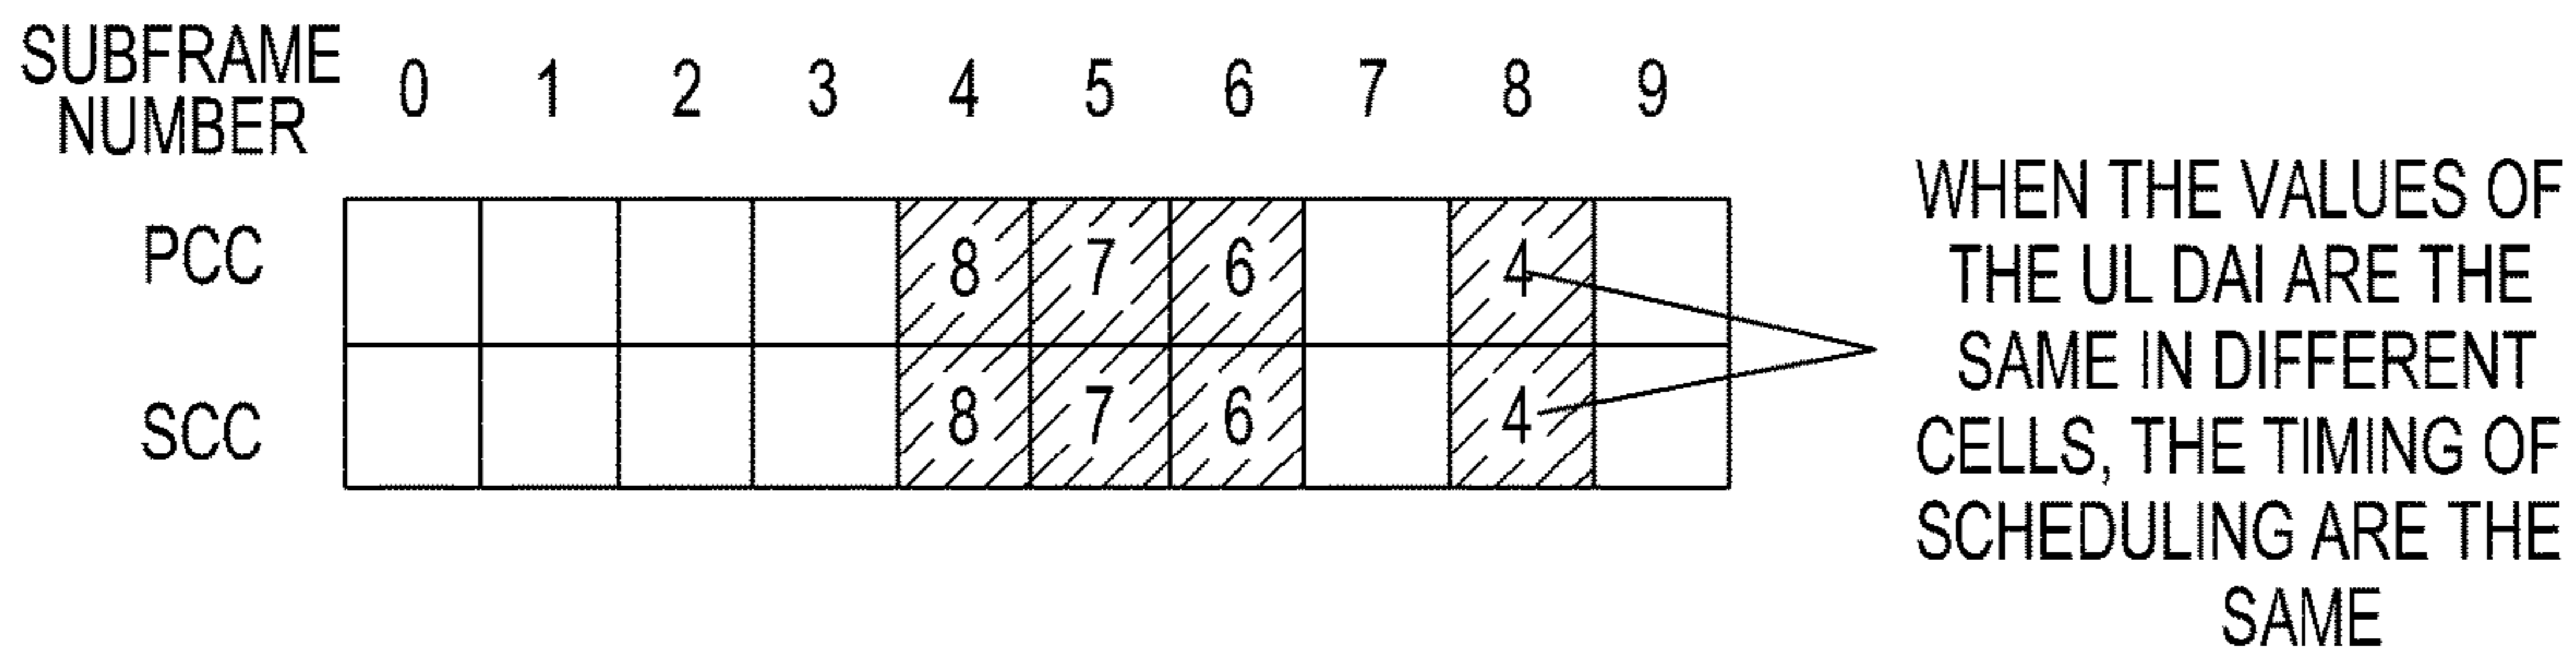 SUBFRAME
NUMBER
0 1 2 3 4 5 6 7 8 9
PCC 8 7 6 4
SCC 8 7 6 4
WHEN THE VALUES OF
THE UL DAI ARE THE
SAME IN DIFFERENT
CELLS, THE TIMING OF
SCHEDULING ARE THE
SAME